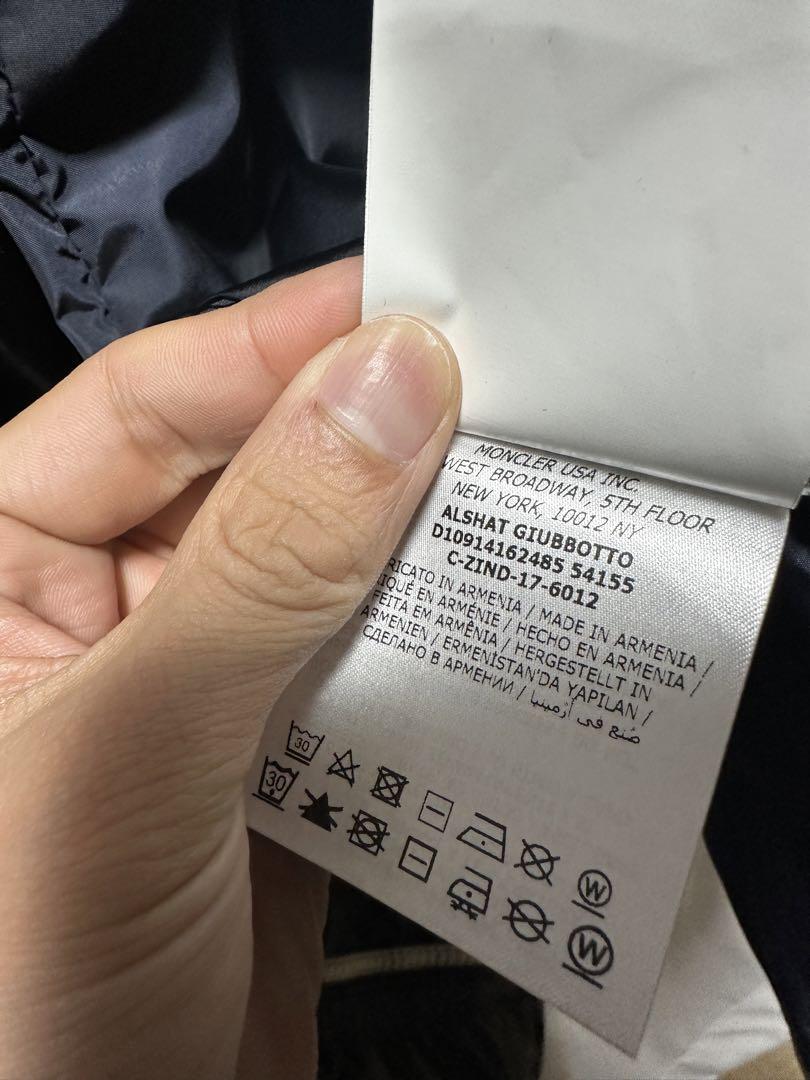 MONCLER USA INC.
WEST BROADWAY, 5TH FLOOR
NEW YORK, 10012 NY
ALSHAT GIUBBOTTO
D10914162485 54155
C-ZIND-17-6012
RICATO IN ARMENIA / MADE IN ARMENIA /
IQUÉ EN ARMÉNIE / HECHO EN ARMENIA /
FEITA EM ARMÊNIA / HERGESTELLT IN
ARMENIEN / ERMENİSTAN'DA YAPILAN /
СДЕЛАНО В АРМЕНИИ / صُنع في أرمينيا
30
W
30
W